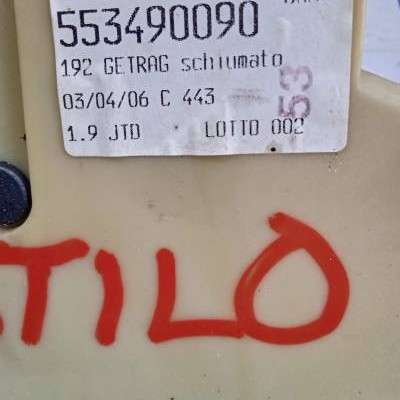 553490090
192 GETRAG schiumato
03/04/06 C 443
53
1.9 JTD LOTTO 002
TILO